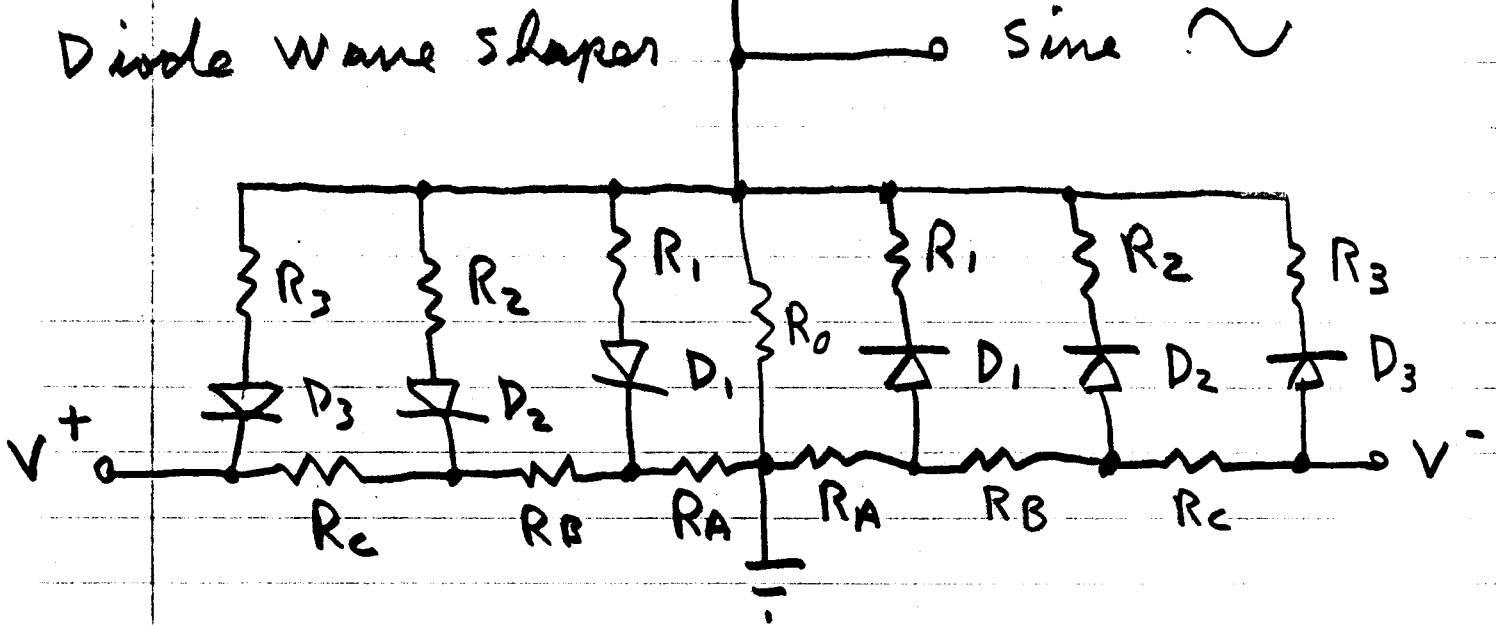 Diode Wave Shaper
Sine ~
R3 R2 R1 R0 R1 R2 R3
D3 D2 D1 D1 D2 D3
V+ V-
RC RB RA RA RB RC